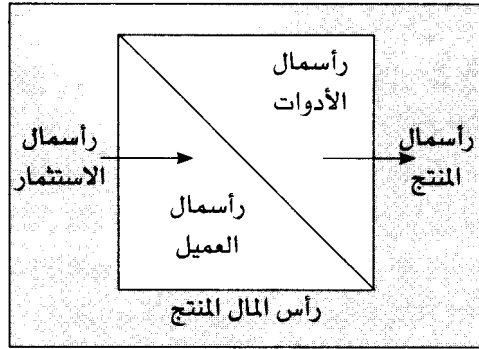 رأسمال
الأدوات
رأسمال
المنتج
رأسمال
الاستثمار
رأسمال
العميل
رأس المال المنتج